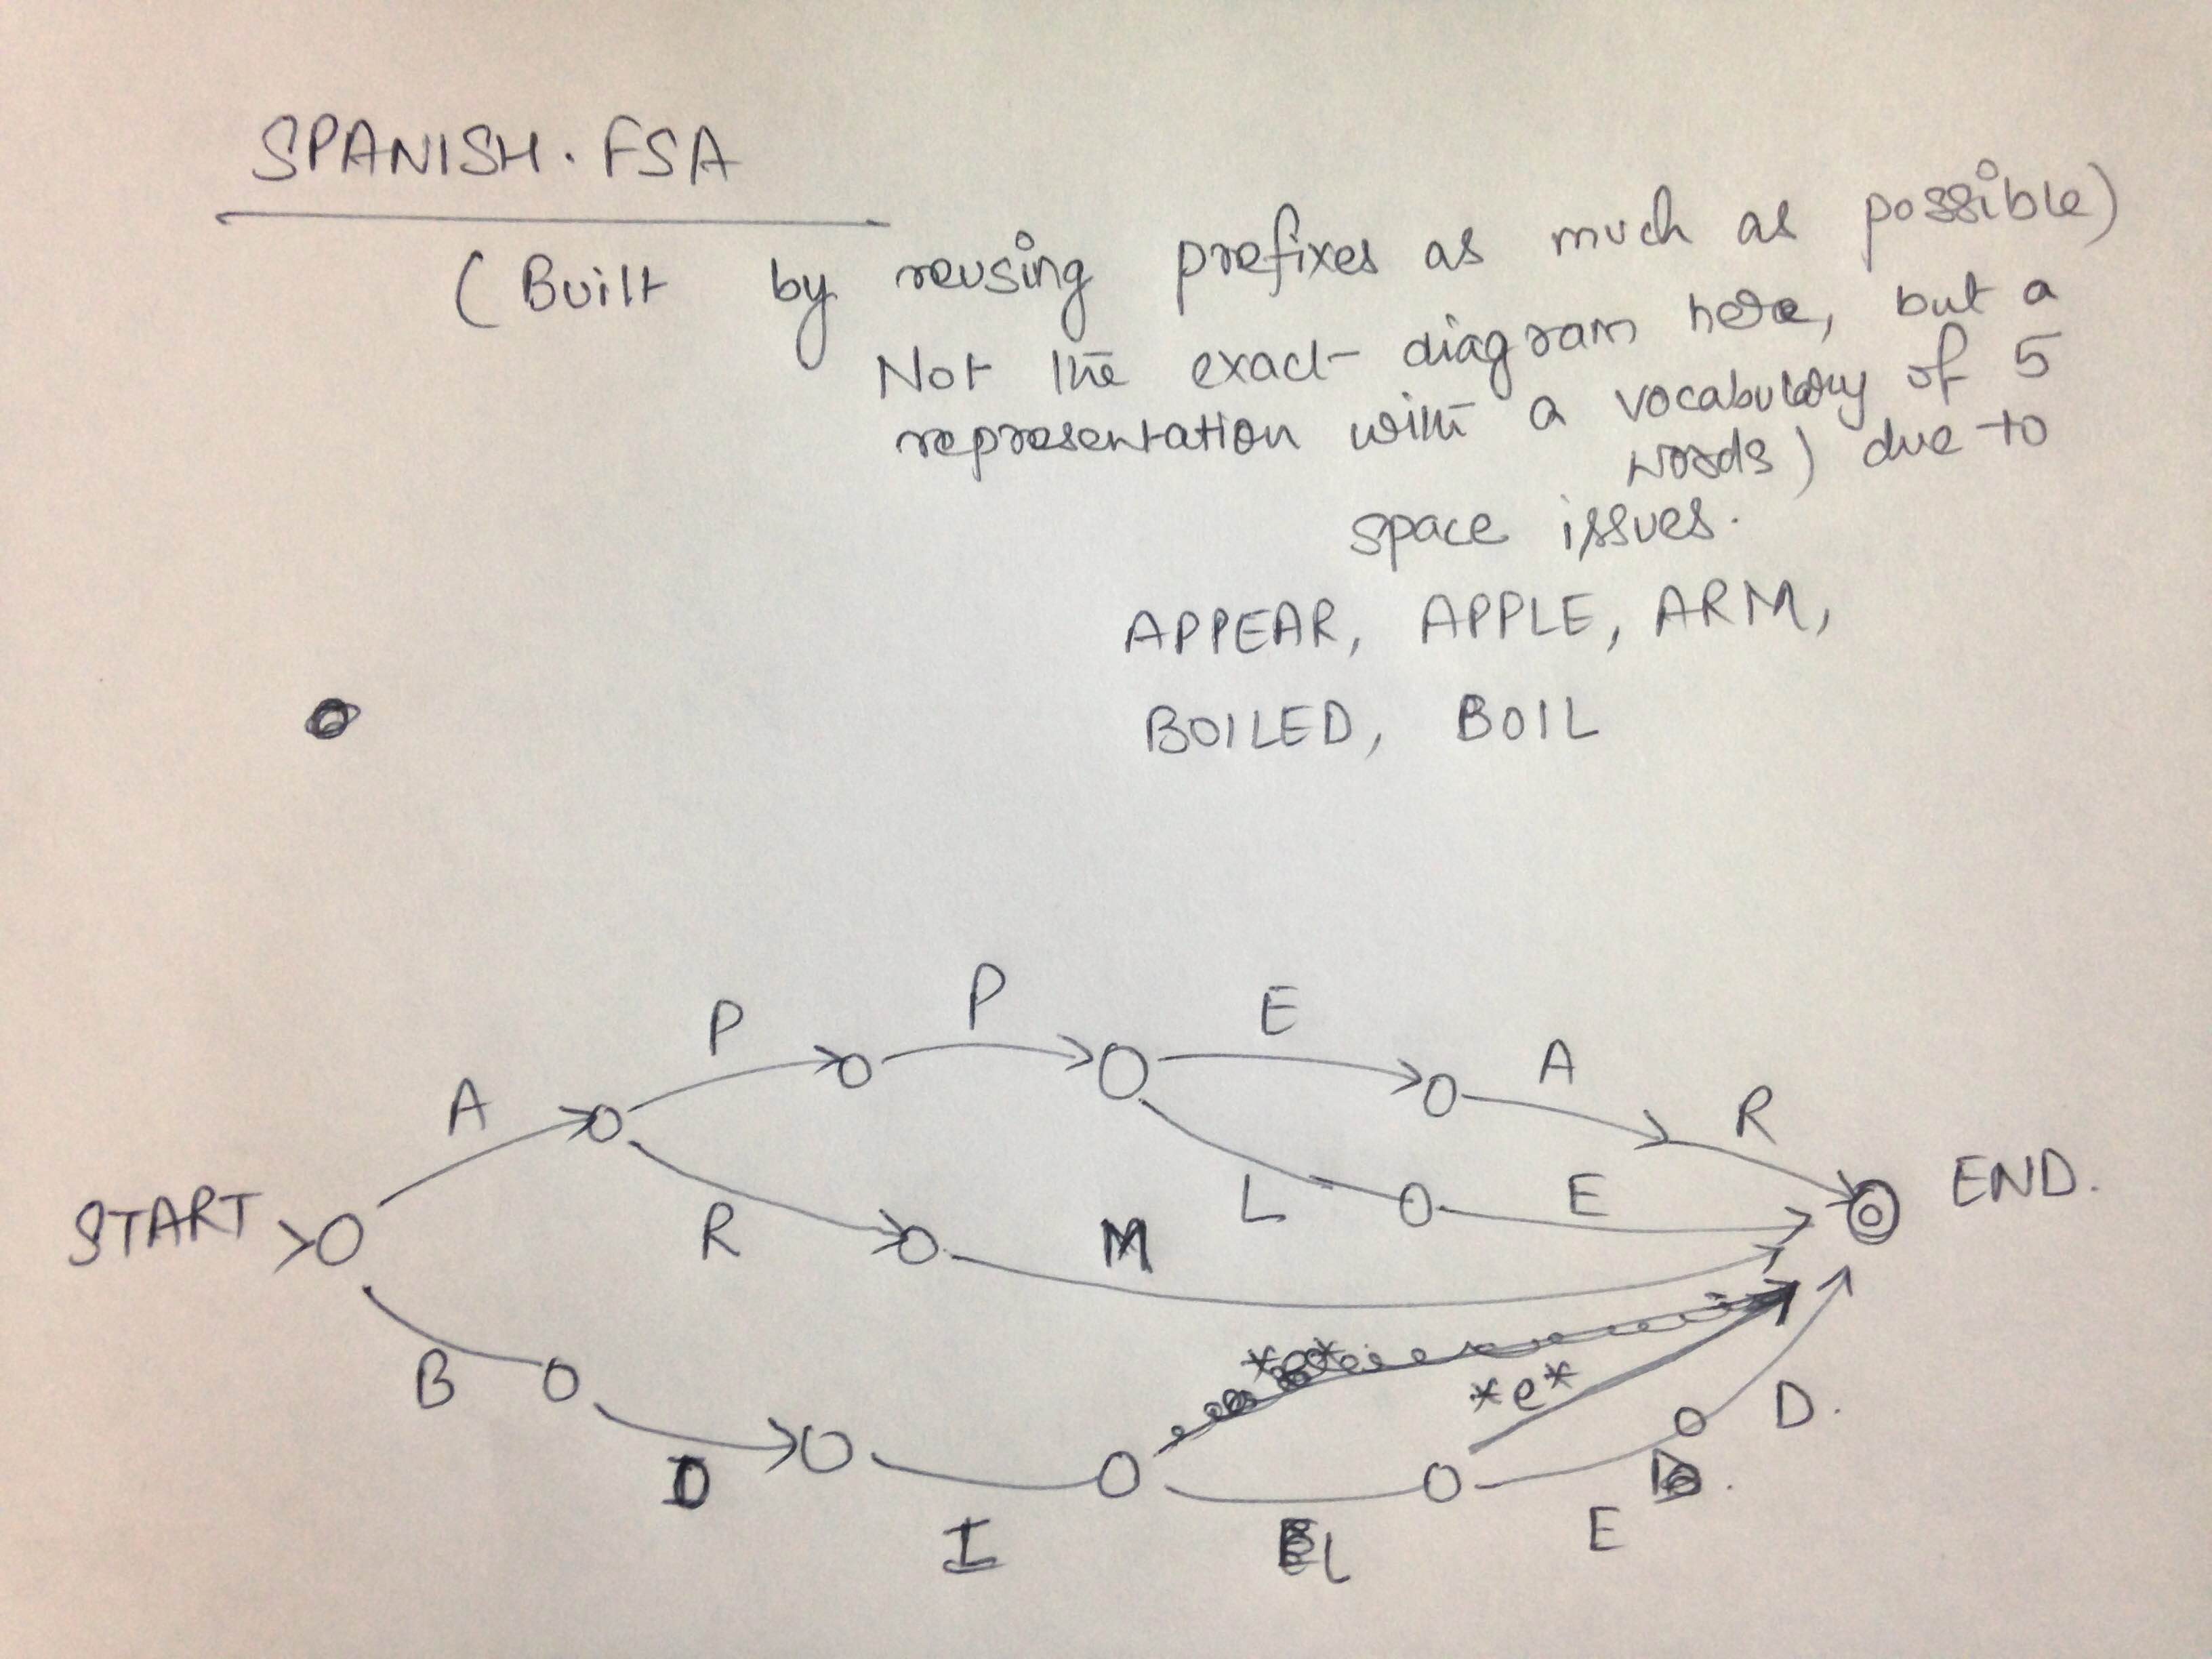 SPANISH.FSA
(Built by reusing prefixes as much as possible)
Not the exact diagram here, but a
representation with a vocabulary of 5
words) due to
space issues.
APPEAR, APPLE, ARM,
BOILED, BOIL
P P E A R
A
START END.
L E
R M
*e*
*e*
B D.
O
I L E